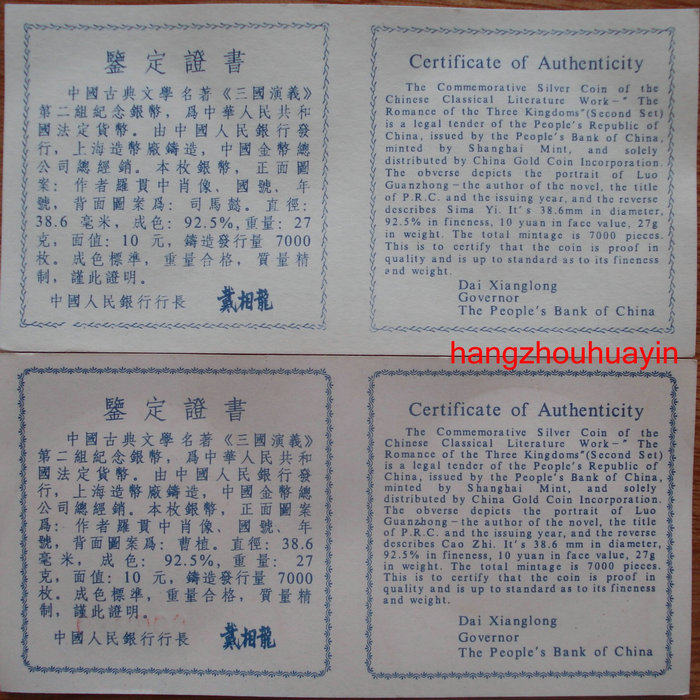 鑒定證書
中國古典文學名著《三國演義》
第二組紀念銀幣，爲中華人民共和
國法定貨幣。由中國人民銀行發
行，上海造幣廠鑄造，中國金幣總
公司總經銷。本枚銀幣，正面圖
案：作者羅貫中肖像、國號、年
號，背面圖案爲：司馬懿。直徑：
38.6 毫米，成色：92.5%,重量：27
克，面值：10 元，鑄造發行量 7000
枚。成色標準，重量合格，質量精
制，謹此證明。
中國人民銀行行長 戴相龍
Certificate of Authenticity
The Commemorative Silver Coin of the
Chinese Classical Literature Work—" The
Romance of the Three Kingdoms"(Second Set)
is a legal tender of the People's Republic of
China, issued by the People's Bank of China,
minted by Shanghai Mint, and solely
distributed by China Gold Coin Incorporation.
The obverse depicts the portrait of Luo
Guanzhong—the author of the novel, the title
of P.R.C. and the issuing year, and the reverse
describes Sima Yi. It's 38.6mm in diameter,
92.5% in fineness, 10 yuan in face value, 27g
in weight. The total mintage is 7000 pieces.
This is to certify that the coin is proof in
quality and is up to standard as to its fineness
and weight.
Dai Xianglong
Governor
The People's Bank of China
hangzhouhuayin
鑒定證書
中國古典文學名著《三國演義》
第二組紀念銀幣，爲中華人民共和
國法定貨幣。由中國人民銀行發
行，上海造幣廠鑄造，中國金幣總
公司總經銷。本枚銀幣，正面圖案
爲：作者羅貫中肖像、國號、年
號，背面圖案爲：曹植。直徑：38.6
毫米，成色：92.5%，重量：27
克，面值：10 元，鑄造發行量 7000
枚。成色標準，重量合格，質量精
制，謹此證明。
中國人民銀行行長 戴相龍
Certificate of Authenticity
The Commemorative Silver Coin of the
Chinese Classical Literature Work—" The
Romance of the Three Kingdoms"(Second Set)
is a legal tender of the People's Republic of
China, issued by the People's Bank of China,
minted by Shanghai Mint, and solely
distributed by China Gold Coin Incorporation.
The obverse depicts the portrait of Luo
Guanzhong—the author of the novel, the title
of P.R.C. and the issuing year, and the reverse
describes Cao Zhi. It's 38.6 mm in diameter,
92.5% in fineness, 10 yuan in face value, 27g
in weight. The total mintage is 7000 pieces.
This is to certify that the coin is proof in
quality and is up to standard as to its fineness
and weight.
Dai Xianglong
Governor
The People's Bank of China